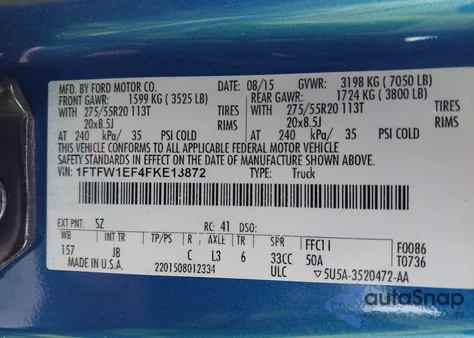 MFD. BY FORD MOTOR CO.
DATE: 08/15 GVWR: 3198 KG (7050 LB)
FRONT GAWR: 1599 KG (3525 LB) REAR GAWR: 1724 KG (3800 LB)
275/55R20 113T TIRES 275/55R20 113T TIRES
20x8.5J RIMS 20x8.5J RIMS
AT 240 kPa/ 35 PSI COLD AT 240 kPa/ 35 PSI COLD
THIS VEHICLE CONFORMS TO ALL APPLICABLE FEDERAL MOTOR VEHICLE
SAFETY STANDARDS IN EFFECT ON THE DATE OF MANUFACTURE SHOWN ABOVE.
VIN: 1FTFW1EF4FKE13872 TYPE: Truck
EXT PNT: SZ RC: 41 DSO:
WB INT TR TP/PS R AXLE TR SPR FFC11 F0086
157 JB C L3 6 33CC 50A T0736
MADE IN U.S.A. 2201508012334 ULC 5U5A-3520472-AA
autoSnap